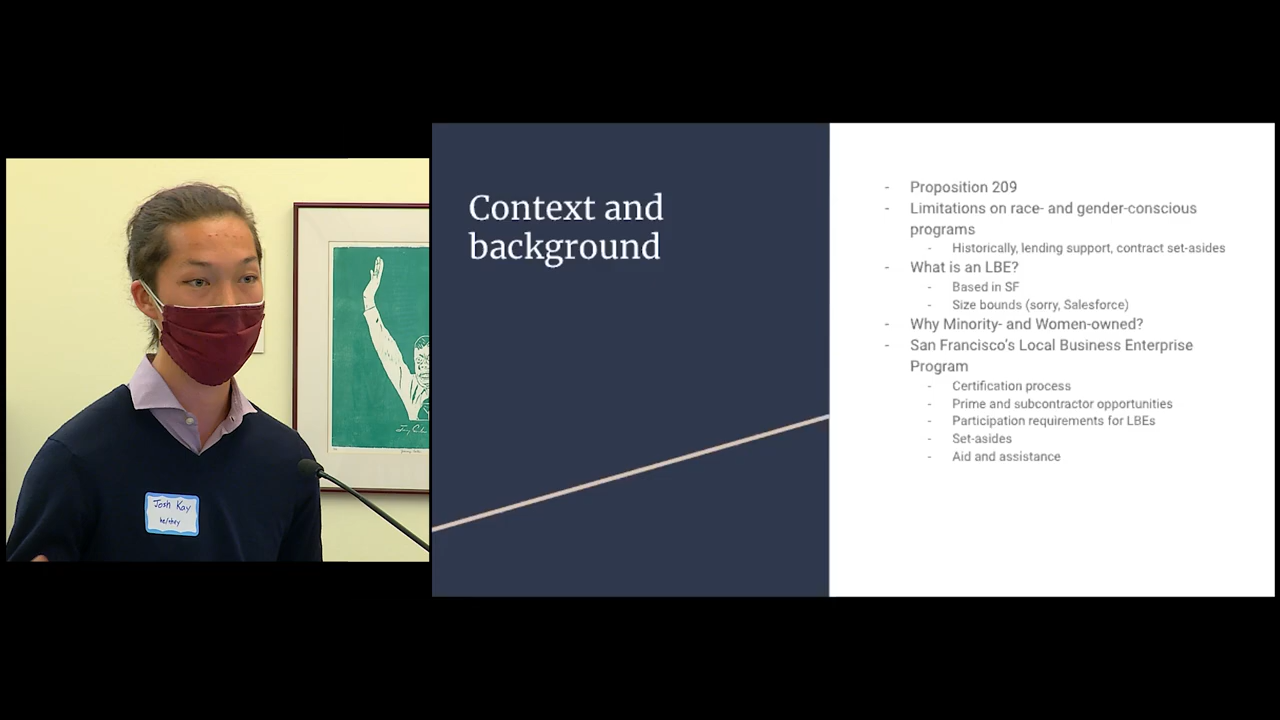 Josh Kay
he/they
Context and
background
- Proposition 209
- Limitations on race- and gender-conscious
programs
- Historically, lending support, contract set-asides
- What is an LBE?
- Based in SF
- Size bounds (sorry, Salesforce)
- Why Minority- and Women-owned?
- San Francisco's Local Business Enterprise
Program
- Certification process
- Prime and subcontractor opportunities
- Participation requirements for LBEs
- Set-asides
- Aid and assistance